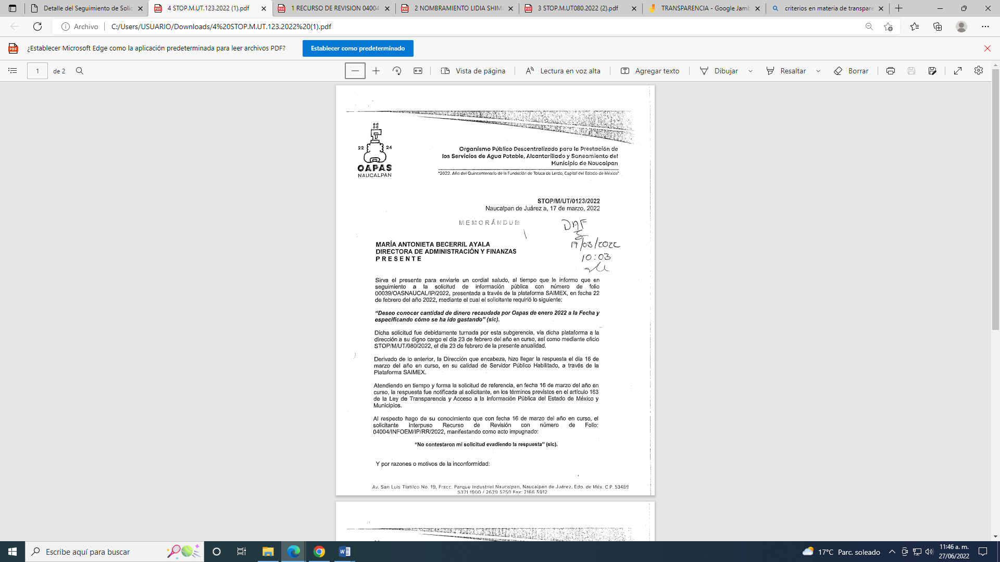 Detalle del Seguimiento de Solic
4 STOP.M.UT.123.2022 (1).pdf
1 RECURSO DE REVISION 04004
2 NOMBRAMIENTO LIDIA SHIM
3 STOP.M.UT080.2022 (2).pdf
TRANSPARENCIA - Google Jamb
criterios en materia de transpare
Archivo
C:/Users/USUARIO/Downloads/4%20STOP.M.UT.123.2022%20(1).pdf
¿Establecer Microsoft Edge como la aplicación predeterminada para leer archivos PDF?
Establecer como predeterminado
1 de 2
Vista de página
Lectura en voz alta
Agregar texto
Dibujar
Resaltar
Borrar
22 24
OAPAS
NAUCALPAN
Organismo Público Descentralizado para la Prestación de
los Servicios de Agua Potable, Alcantarillado y Saneamiento del
Municipio de Naucalpan
"2022. Año del Quincentenario de la Fundación de Toluca de Lerdo, Capital del Estado de México"
STOP/M/UT/0123/2022
Naucalpan de Juárez a, 17 de marzo, 2022
MEMORÁNDUM
DAF
17/03/2022
10:03
MARÍA ANTONIETA BECERRIL AYALA
DIRECTORA DE ADMINISTRACIÓN Y FINANZAS
P R E S E N T E
Sirva el presente para enviarle un cordial saludo, al tiempo que le informo que en
seguimiento a la solicitud de información pública con número de folio
00039/OASNAUCAL/IP/2022, presentada a través de la plataforma SAIMEX, en fecha 22
de febrero del año 2022, mediante el cual el solicitante requirió lo siguiente:
"Deseo conocer cantidad de dinero recaudada por Oapas de enero 2022 a la Fecha y
especificando cómo se ha ido gastando" (sic).
Dicha solicitud fue debidamente turnada por esta subgerencia, vía dicha plataforma a la
dirección a su digno cargo el día 23 de febrero del año en curso, así como mediante oficio
STOP/M/UT/080/2022, el día 23 de febrero de la presente anualidad.
Derivado de lo anterior, la Dirección que encabeza, hizo llegar la respuesta el día 16 de
marzo del año en curso, en su calidad de Servidor Público Habilitado, a través de la
Plataforma SAIMEX.
Atendiendo en tiempo y forma la solicitud de referencia, en fecha 16 de marzo del año en
curso, la respuesta fue notificada al solicitante, en los términos previstos en el artículo 163
de la Ley de Transparencia y Acceso a la Información Pública del Estado de México y
Municipios.
Al respecto hago de su conocimiento que con fecha 16 de marzo del año en curso, el
solicitante interpuso Recurso de Revisión con número de Folio:
04004/INFOEM/IP/RR/2022, manifestando como acto impugnado:
"No contestaron mi solicitud evadiendo la respuesta" (sic).
Y por razones o motivos de la inconformidad:
Av. San Luis Tlatilco No. 19, Fracc. Parque Industrial Naucalpan, Naucalpan de Juárez, Edo. de Méx. C.P. 53489
5371 1900 / 2629 5750 Fax: 2166 5912
Escribe aquí para buscar
17°C Parc. soleado
11:46 a. m.
27/06/2022